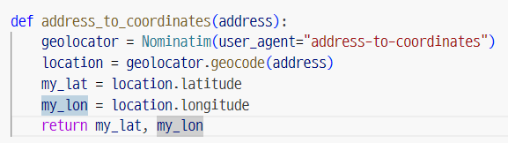 def address_to_coordinates(address):
    geolocator = Nominatim(user_agent="address-to-coordinates")
    location = geolocator.geocode(address)
    my_lat = location.latitude
    my_lon = location.longitude
    return my_lat, my_lon